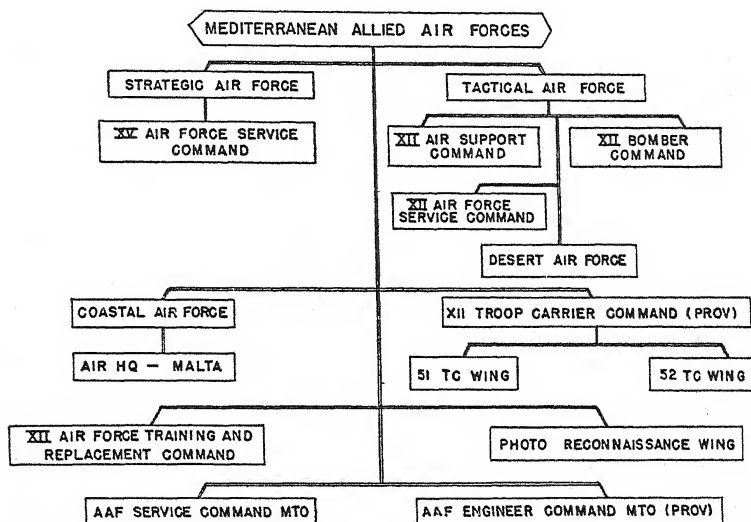 MEDITERRANEAN ALLIED AIR FORCES
STRATEGIC AIR FORCE
TACTICAL AIR FORCE
XV AIR FORCE SERVICE
COMMAND
XII AIR SUPPORT
COMMAND
XII BOMBER
COMMAND
XII AIR FORCE
SERVICE COMMAND
DESERT AIR FORCE
COASTAL AIR FORCE
XII TROOP CARRIER COMMAND (PROV)
AIR HQ — MALTA
51 TC WING
52 TC WING
XII AIR FORCE TRAINING AND
REPLACEMENT COMMAND
PHOTO RECONNAISSANCE WING
AAF SERVICE COMMAND MTO
AAF ENGINEER COMMAND MTO (PROV)